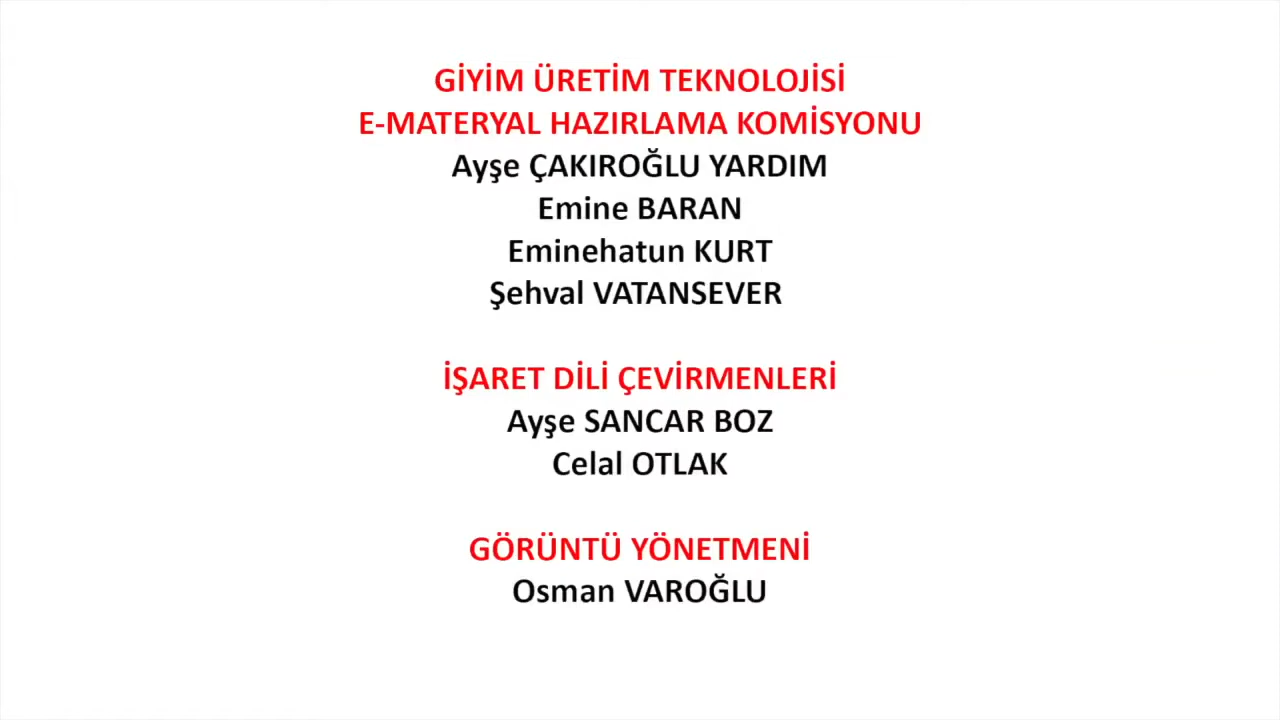 GİYİM ÜRETİM TEKNOLOJİSİ
E-MATERYAL HAZIRLAMA KOMİSYONU
Ayşe ÇAKIROĞLU YARDIM
Emine BARAN
Eminehatun KURT
Şehval VATANSEVER
İŞARET DİLİ ÇEVİRMENLERİ
Ayşe SANCAR BOZ
Celal OTLAK
GÖRÜNTÜ YÖNETMENİ
Osman VAROĞLU